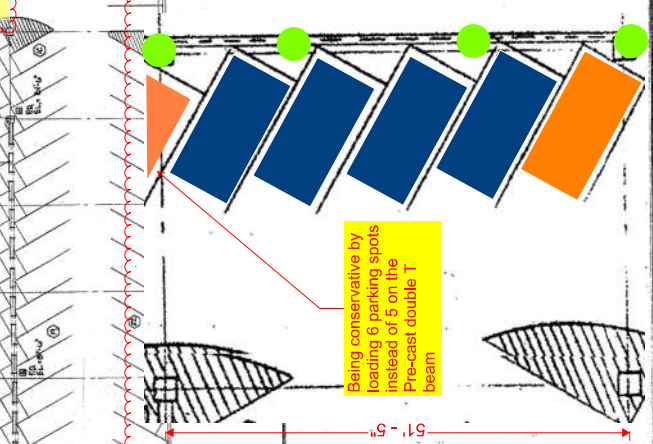 Being conservative by
loading 6 parking spots
instead of 5 on the
Pre-cast double T
beam
51' - 5"